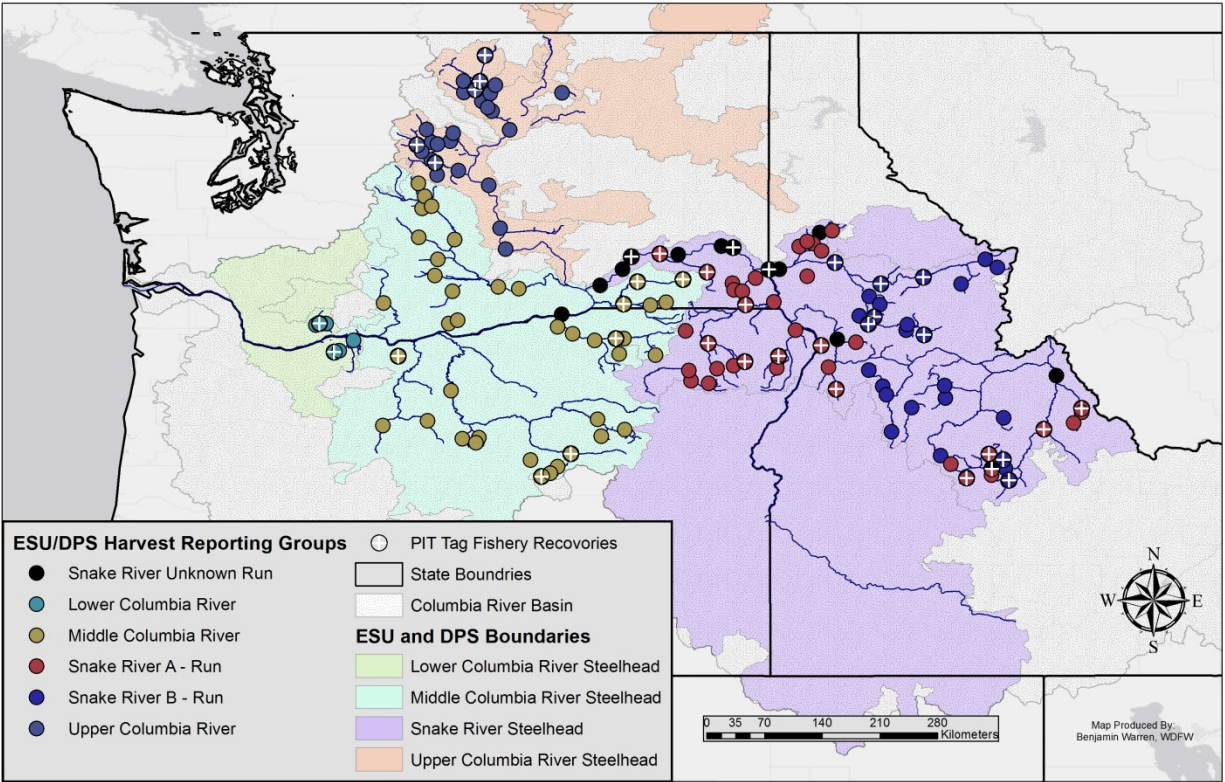 ESU/DPS Harvest Reporting Groups
Snake River Unknown Run
Lower Columbia River
Middle Columbia River
Snake River A - Run
Snake River B - Run
Upper Columbia River
PIT Tag Fishery Recovories
State Boundries
Columbia River Basin
ESU and DPS Boundaries
Lower Columbia River Steelhead
Middle Columbia River Steelhead
Snake River Steelhead
Upper Columbia River Steelhead
N
W E
S
0 35 70 140 210 280
Kilometers
Map Produced By:
Benjamin Warren, WDFW